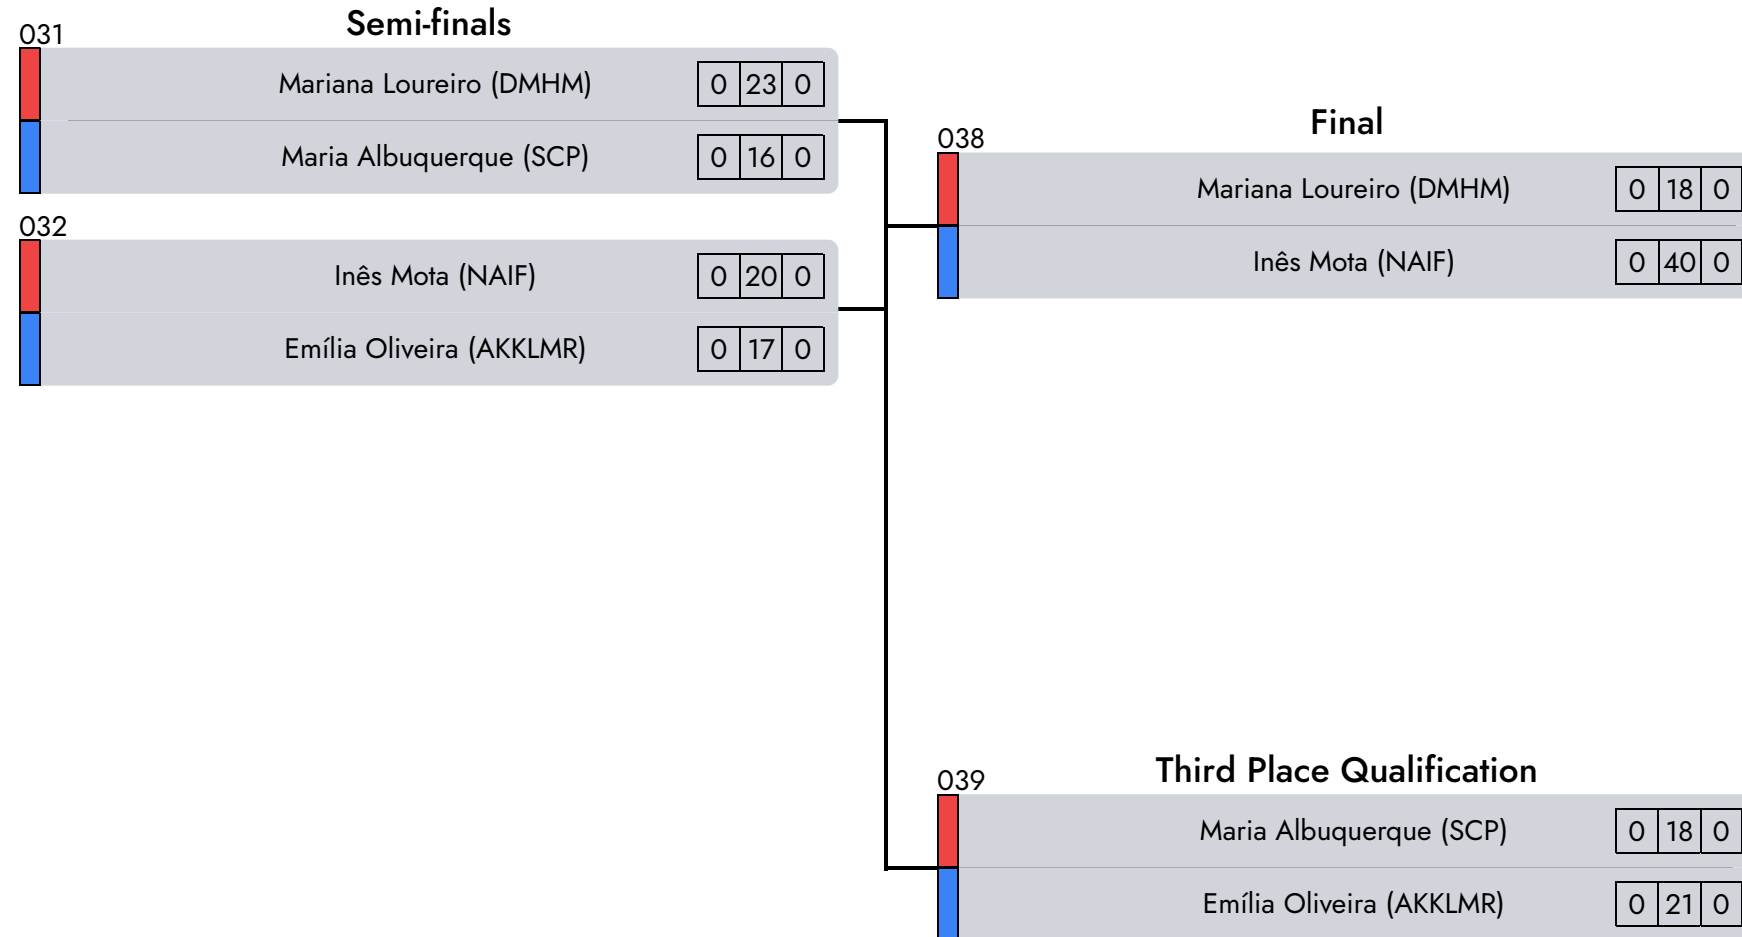 Semi-finals
031
Mariana Loureiro (DMHM) 0 23 0
Maria Albuquerque (SCP) 0 16 0
032
Inês Mota (NAIF) 0 20 0
Emília Oliveira (AKKLMR) 0 17 0
Final
038
Mariana Loureiro (DMHM) 0 18 0
Inês Mota (NAIF) 0 40 0
Third Place Qualification
039
Maria Albuquerque (SCP) 0 18 0
Emília Oliveira (AKKLMR) 0 21 0